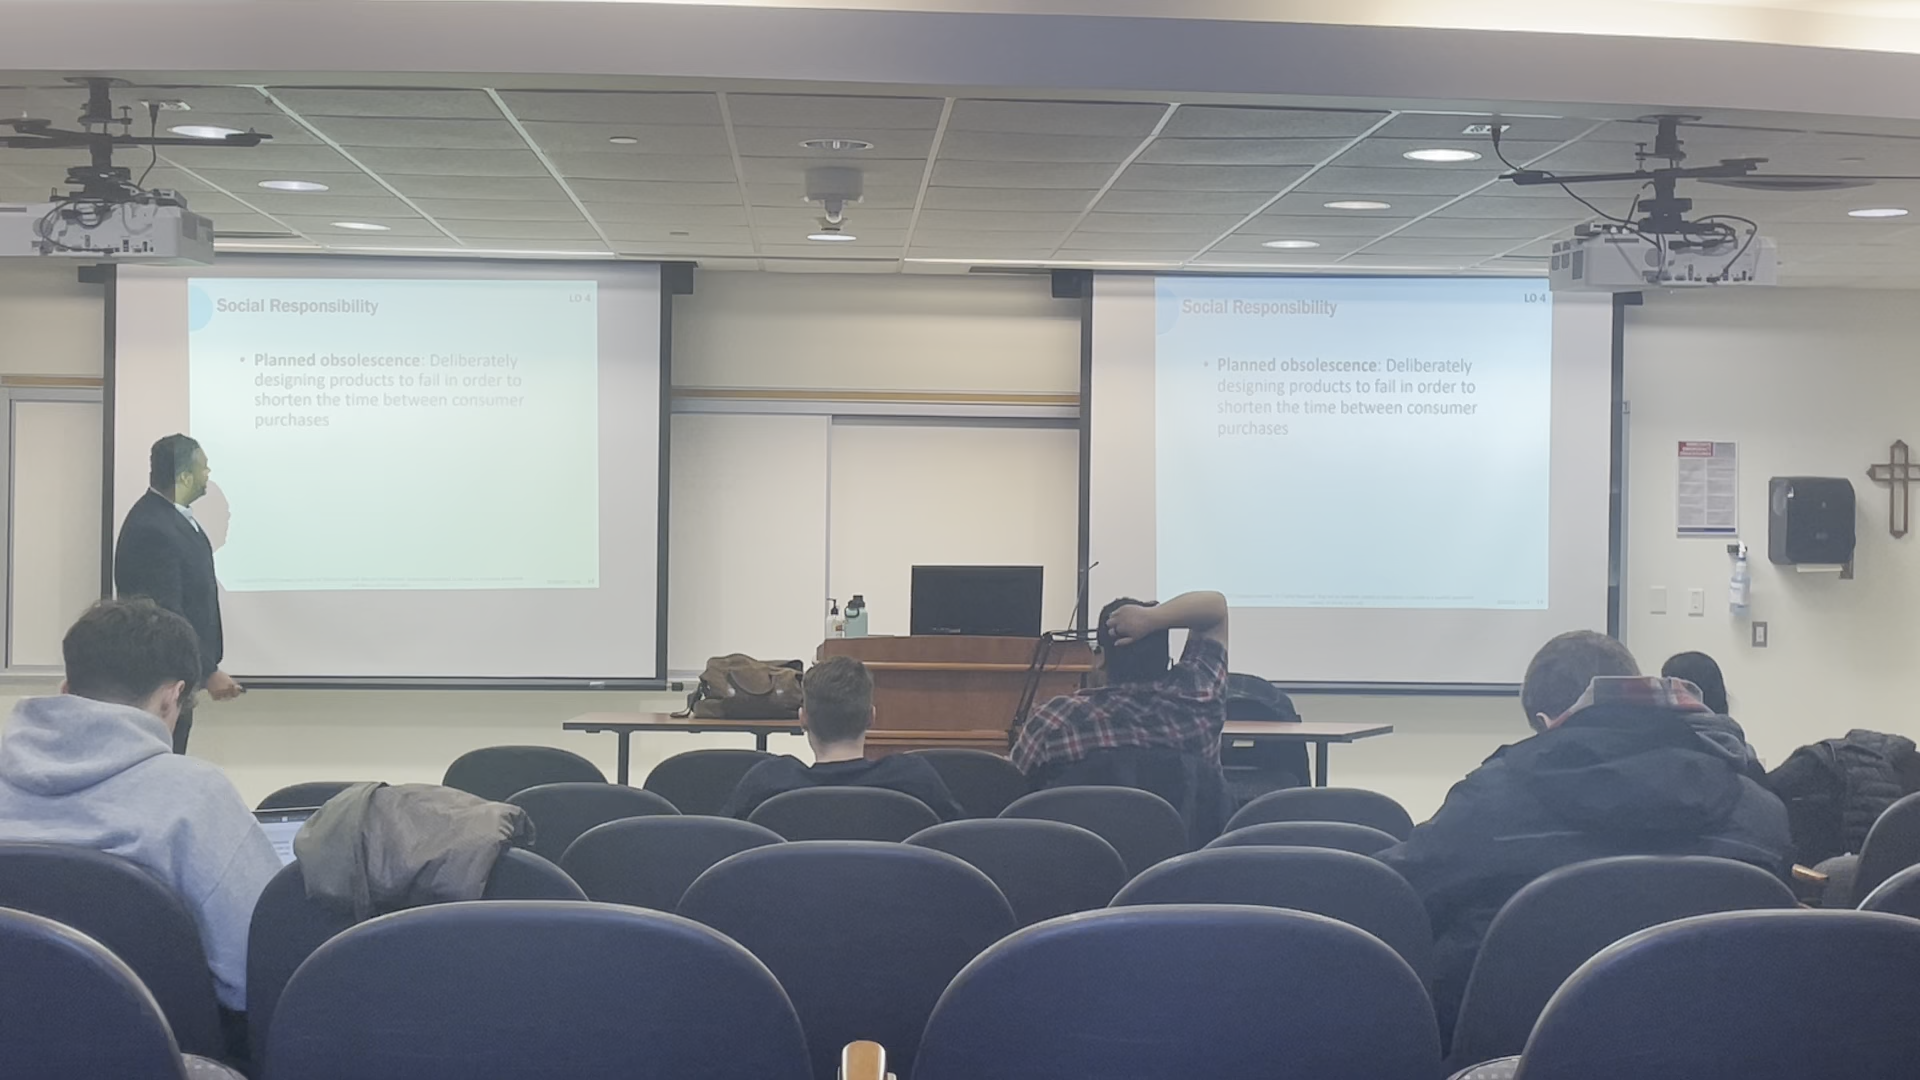 Social Responsibility
LO 4
• Planned obsolescence: Deliberately
designing products to fail in order to
shorten the time between consumer
purchases
Social Responsibility
LO 4
• Planned obsolescence: Deliberately
designing products to fail in order to
shorten the time between consumer
purchases